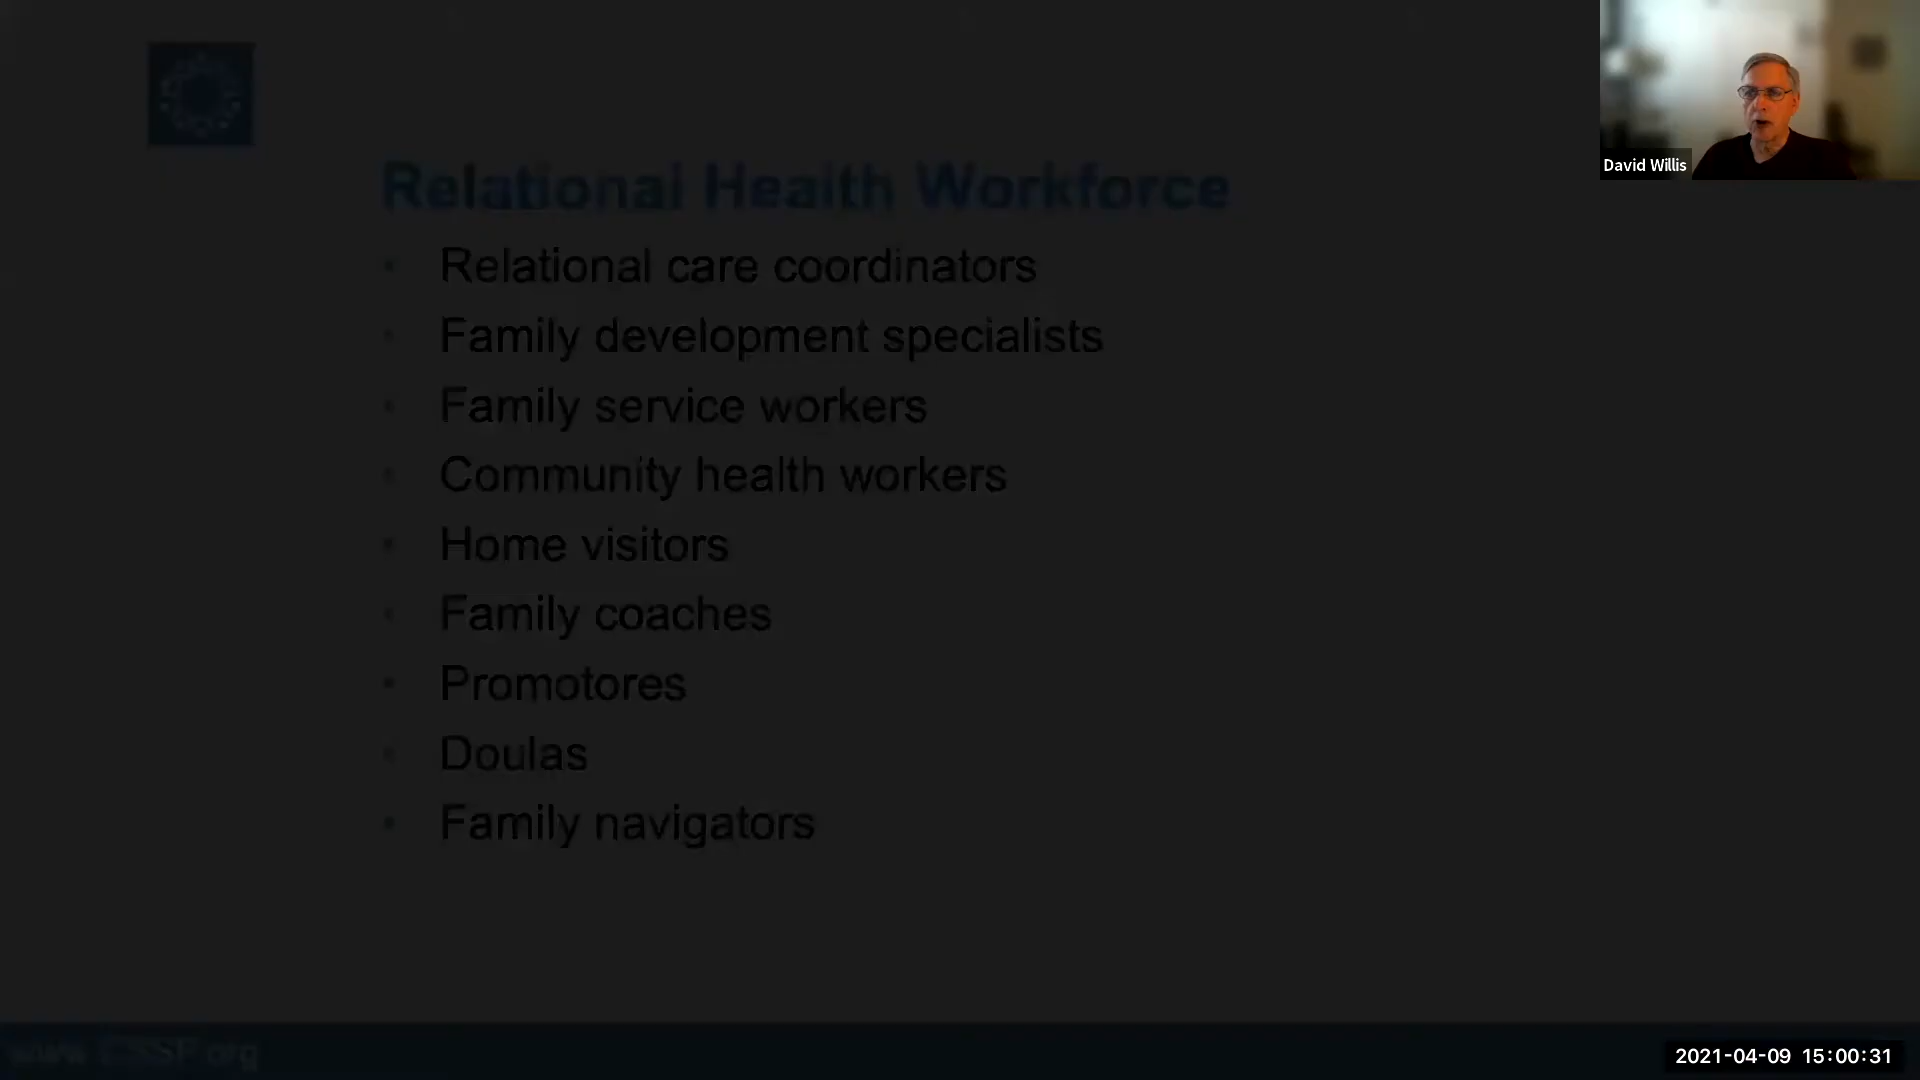 David Willis
Relational Health Workforce
• Relational care coordinators
• Family development specialists
• Family service workers
• Community health workers
• Home visitors
• Family coaches
• Promotores
• Doulas
• Family navigators
www.CSSP.org
2021-04-09 15:00:31